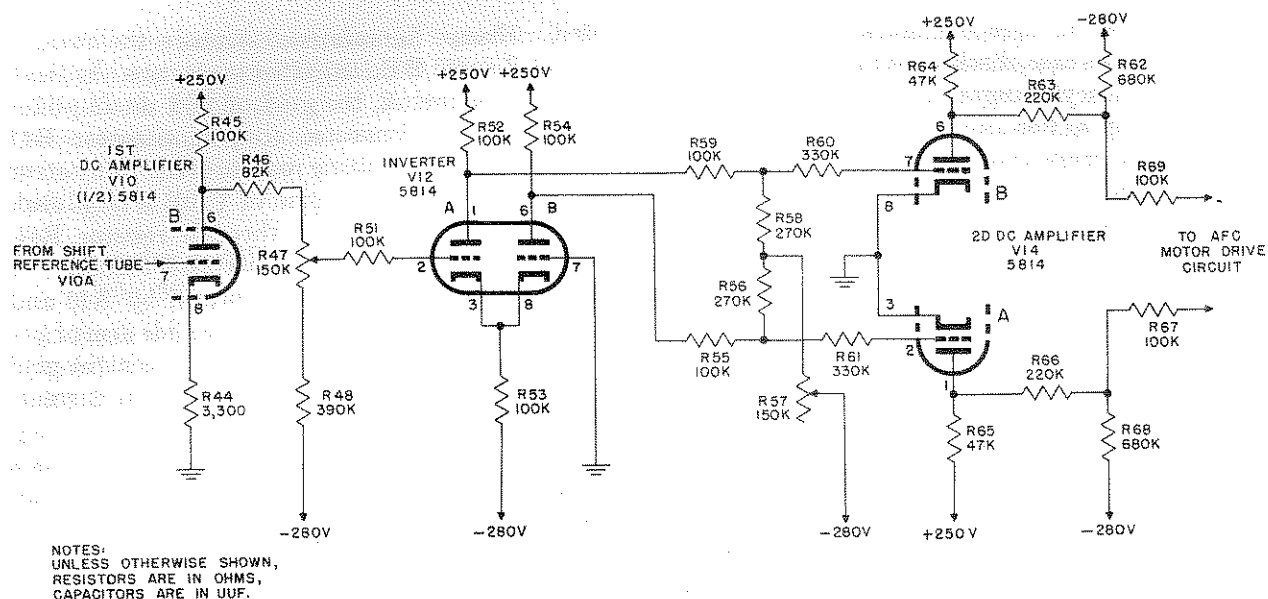 +250V
-280V
R64
47K
R62
680K
R63
220K
+250V
+250V
R45
100K
R52
100K
R54
100K
1ST
DC AMPLIFIER
V10
(1/2) 5814
R46
82K
INVERTER
V12
5814
R59
100K
R60
330K
6
7
8
B
R69
100K
B
6
7
8
FROM SHIFT
REFERENCE TUBE
V10A
R47
150K
R51
100K
A
1
6
B
2
7
3
8
R58
270K
R56
270K
2D DC AMPLIFIER
V14
5814
TO AFC
MOTOR DRIVE
CIRCUIT
3
A
2
1
R67
100K
R55
100K
R61
330K
R66
220K
R44
3,300
R48
390K
R53
100K
R57
150K
R65
47K
R68
680K
-280V
-280V
-280V
+250V
-280V
NOTES:
UNLESS OTHERWISE SHOWN,
RESISTORS ARE IN OHMS,
CAPACITORS ARE IN UUF.